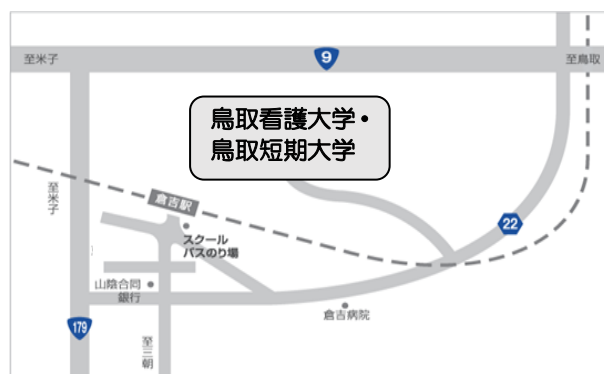 至米子
9
至鳥取
鳥取看護大学・
鳥取短期大学
至米子
倉吉駅
スクール
バスのり場
22
山陰合同
銀行
倉吉病院
179
至三朝